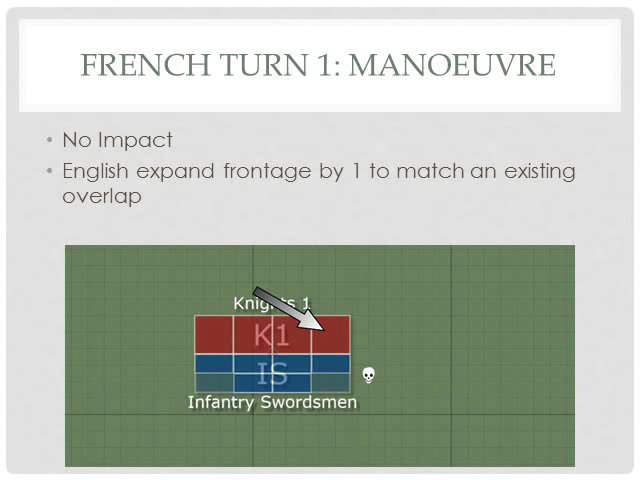 FRENCH TURN 1: MANOEUVRE
• No Impact
• English expand frontage by 1 to match an existing
overlap
Knights 1
K1
IS
Infantry Swordsmen